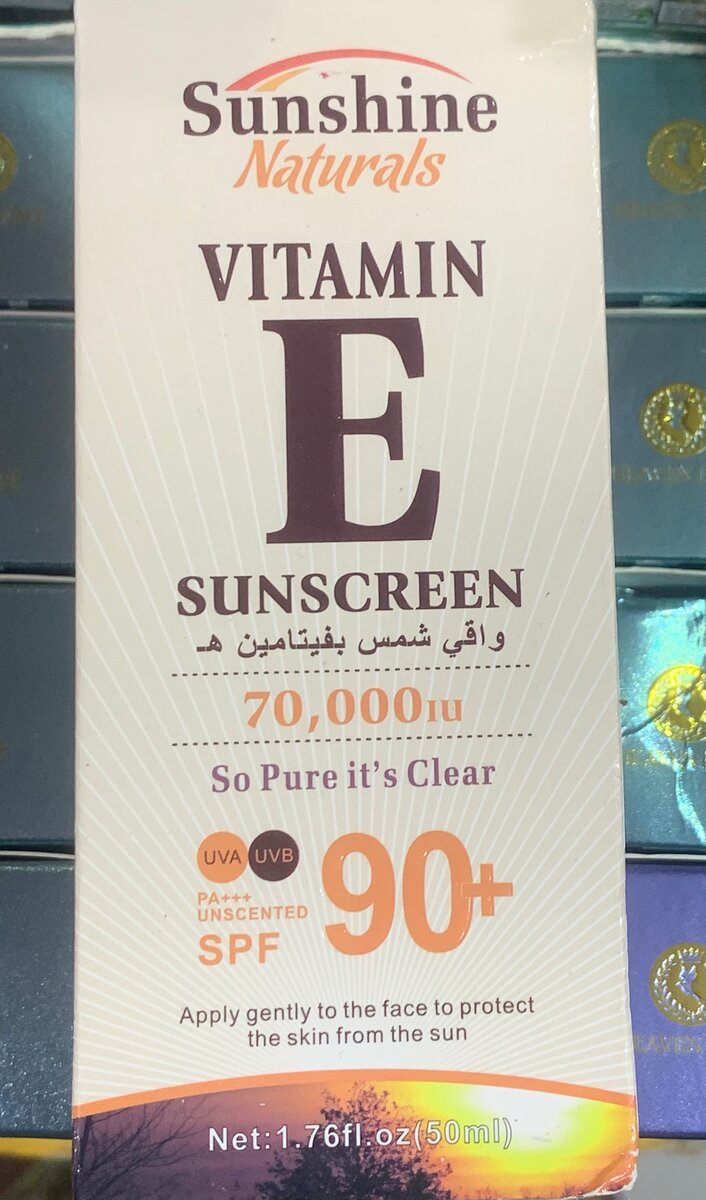 Sunshine
Naturals
VITAMIN
E
SUNSCREEN
واقي شمس بفيتامين هـ
70,000IU
So Pure it's Clear
UVA UVB
PA+++
UNSCENTED
SPF 90+
Apply gently to the face to protect
the skin from the sun
Net:1.76fl.oz(50ml)